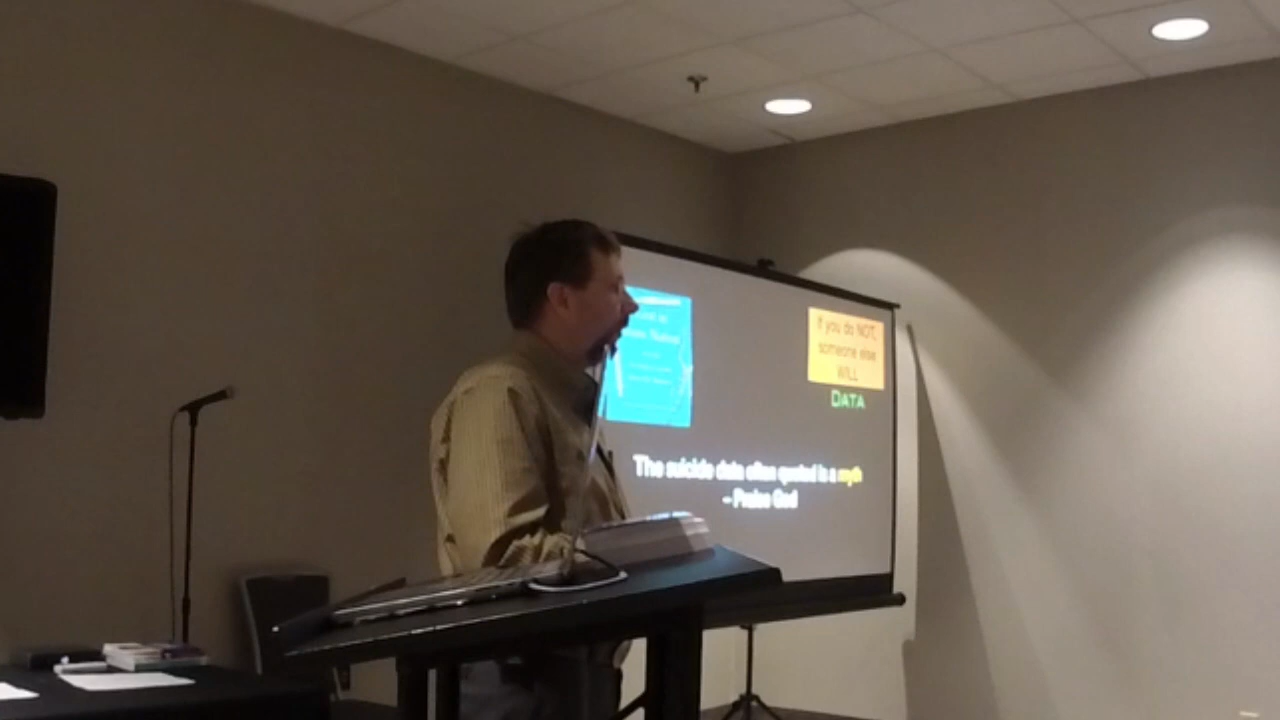 If you do NOT,
someone else
WILL
DATA
The suicide data often quoted is a myth
– Praise God